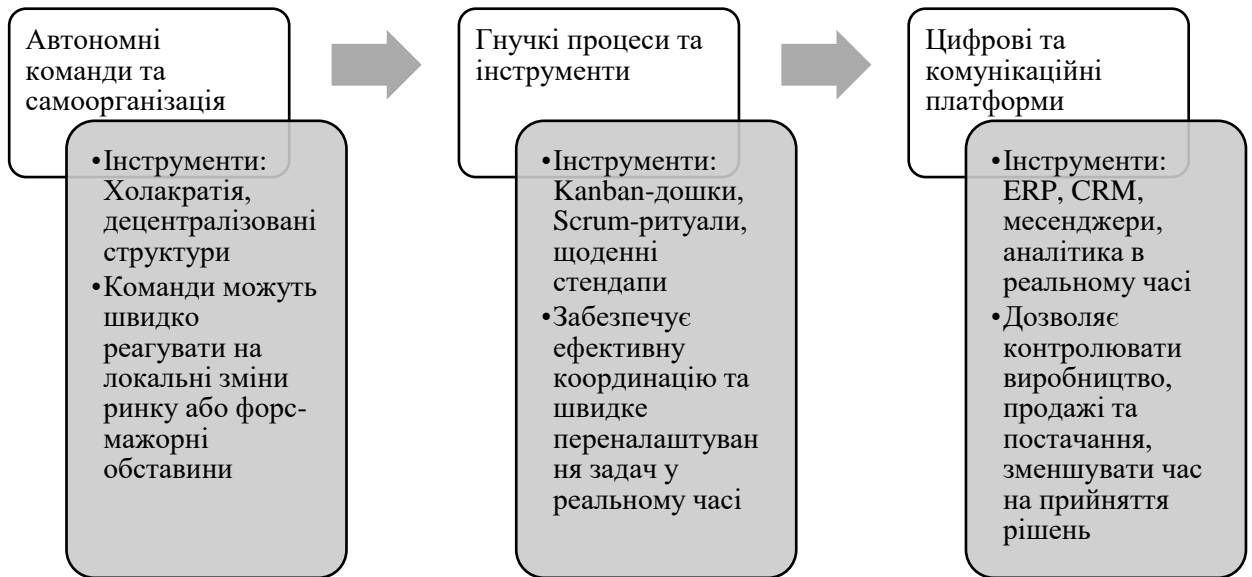 Автономні
команди та
самоорганізація
•Інструменти:
Холакратія,
децентралізовані
структури
•Команди можуть
швидко
реагувати на
локальні зміни
ринку або форс-
мажорні
обставини
Гнучкі процеси та
інструменти
•Інструменти:
Kanban-дошки,
Scrum-ритуали,
щоденні
стендапи
•Забезпечує
ефективну
координацію та
швидке
переналаштуван
ня задач у
реальному часі
Цифрові та
комунікаційні
платформи
•Інструменти:
ERP, CRM,
месенджери,
аналітика в
реальному часі
•Дозволяє
контролювати
виробництво,
продажі та
постачання,
зменшувати час
на прийняття
рішень